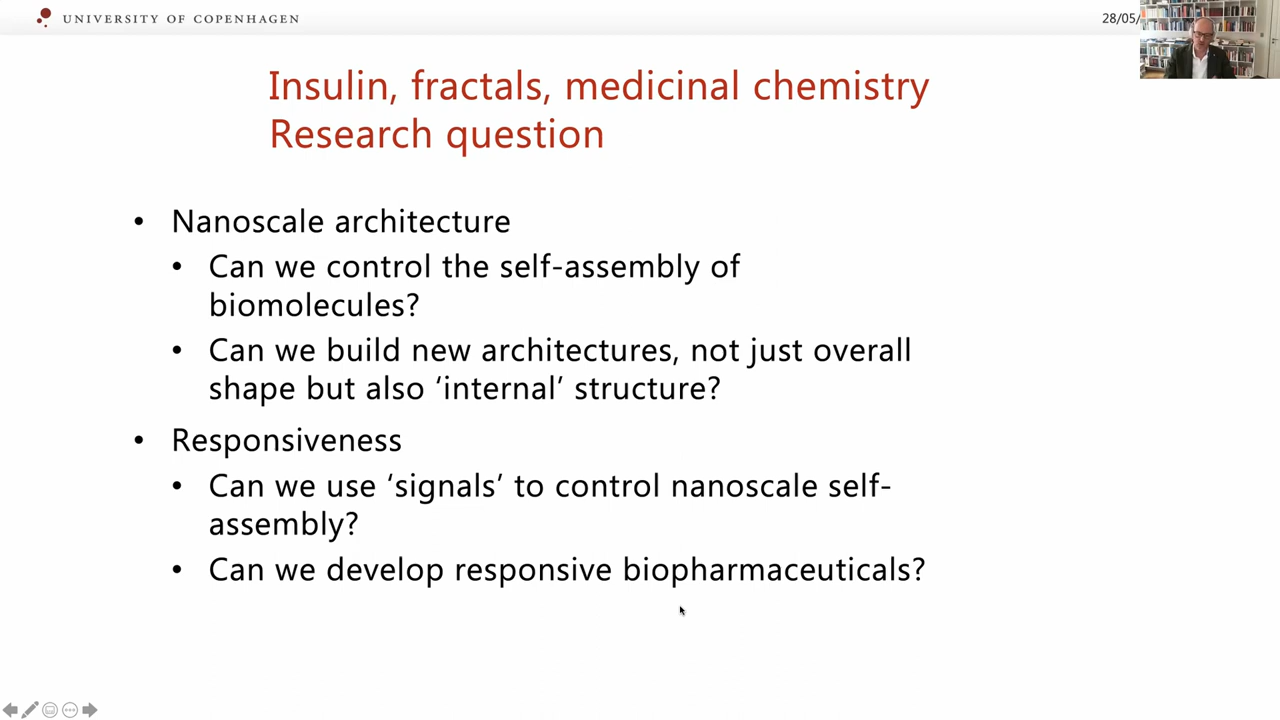 UNIVERSITY OF COPENHAGEN
28/05/
Insulin, fractals, medicinal chemistry
Research question
• Nanoscale architecture
• Can we control the self-assembly of
biomolecules?
• Can we build new architectures, not just overall
shape but also ‘internal’ structure?
• Responsiveness
• Can we use ‘signals’ to control nanoscale self-
assembly?
• Can we develop responsive biopharmaceuticals?